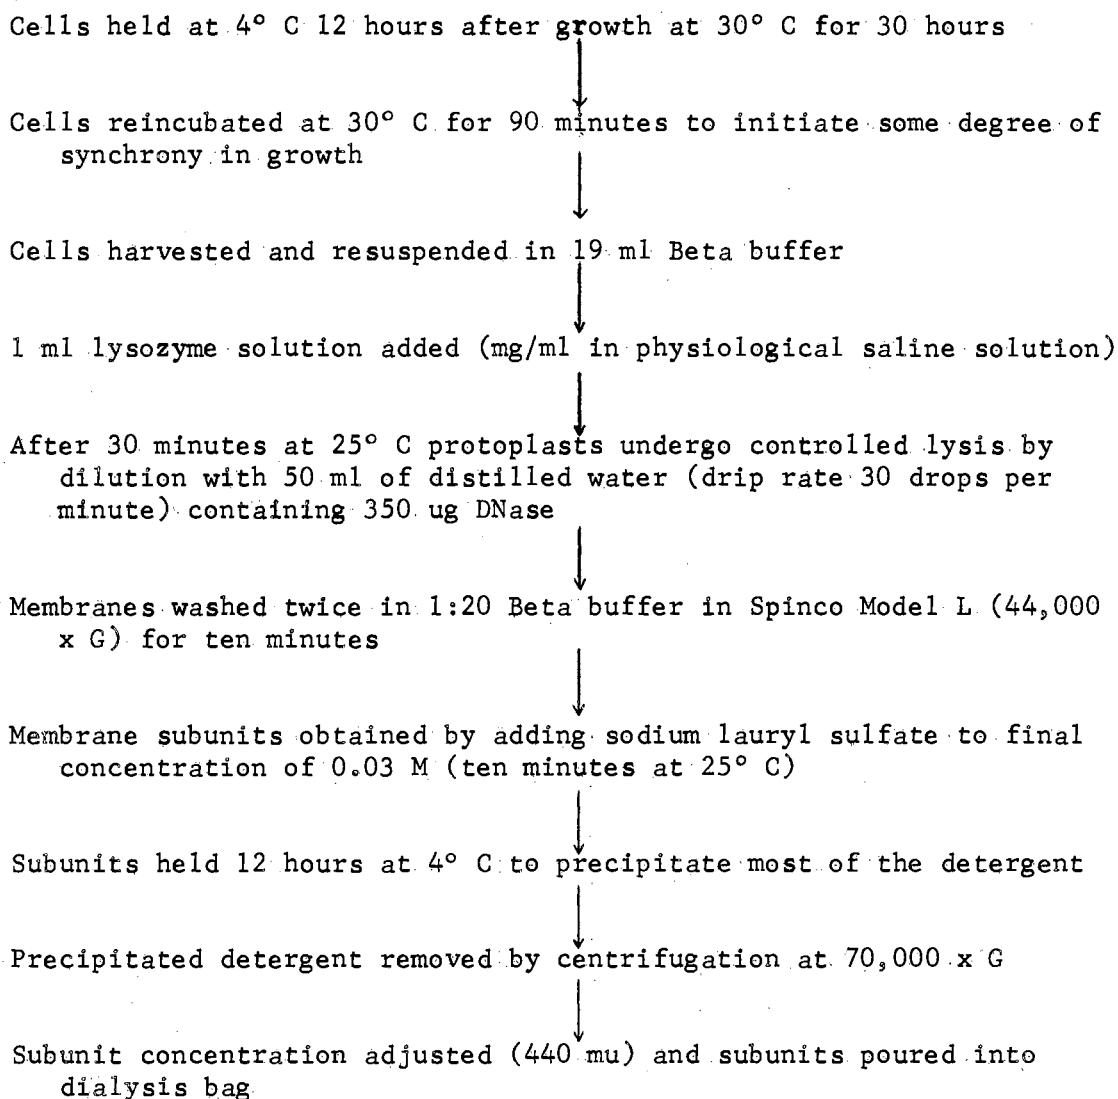 Cells held at 4° C 12 hours after growth at 30° C for 30 hours
Cells reincubated at 30° C for 90 minutes to initiate some degree of
synchrony in growth
Cells harvested and resuspended in 19 ml Beta buffer
1 ml lysozyme solution added (mg/ml in physiological saline solution)
After 30 minutes at 25° C protoplasts undergo controlled lysis by
dilution with 50 ml of distilled water (drip rate 30 drops per
minute) containing 350 ug DNase
Membranes washed twice in 1:20 Beta buffer in Spinco Model L (44,000
x G) for ten minutes
Membrane subunits obtained by adding sodium lauryl sulfate to final
concentration of 0.03 M (ten minutes at 25° C)
Subunits held 12 hours at 4° C to precipitate most of the detergent
Precipitated detergent removed by centrifugation at 70,000 x G
Subunit concentration adjusted (440 mu) and subunits poured into
dialysis bag